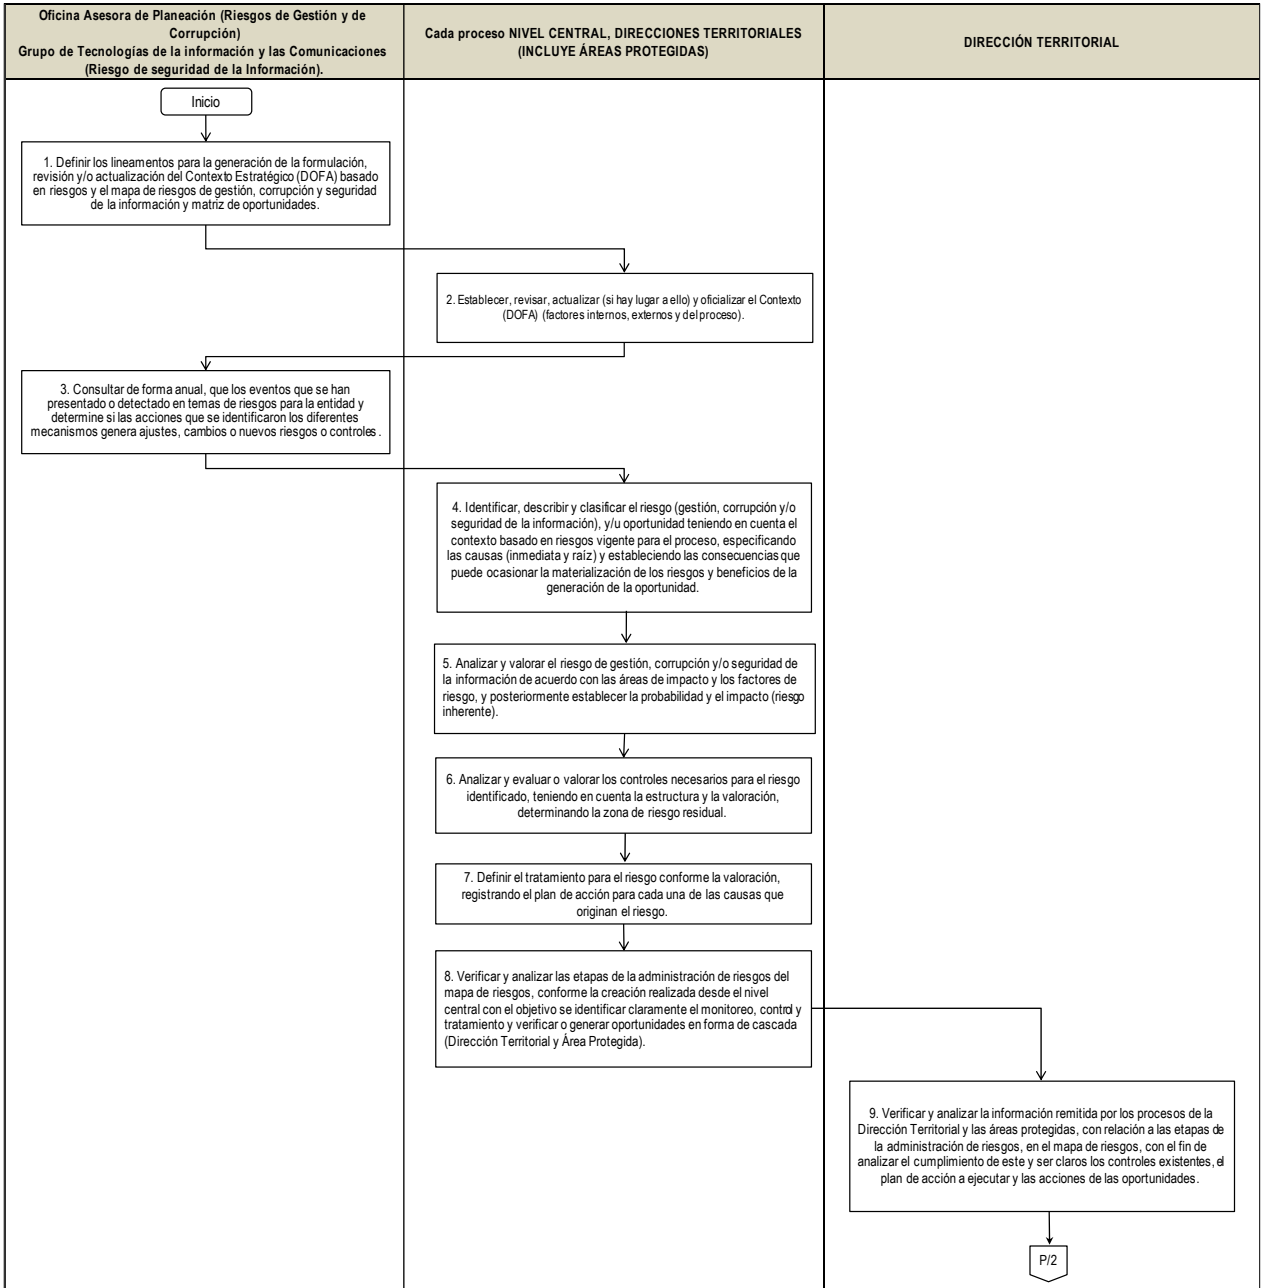 Oficina Asesora de Planeación (Riesgos de Gestión y de
Corrupción)
Grupo de Tecnologías de la información y las Comunicaciones
(Riesgo de seguridad de la Información).
Cada proceso NIVEL CENTRAL, DIRECCIONES TERRITORIALES
(INCLUYE ÁREAS PROTEGIDAS)
DIRECCIÓN TERRITORIAL
Inicio
1. Definir los lineamentos para la generación de la formulación,
revisión y/o actualización del Contexto Estratégico (DOFA) basado
en riesgos y el mapa de riesgos de gestión, corrupción y seguridad
de la información y matriz de oportunidades.
2. Establecer, revisar, actualizar (si hay lugar a ello) y oficializar el Contexto
(DOFA) (factores internos, externos y del proceso).
3. Consultar de forma anual, que los eventos que se han
presentado o detectado en temas de riesgos para la entidad y
determine si las acciones que se identificaron los diferentes
mecanismos genera ajustes, cambios o nuevos riesgos o controles.
4. Identificar, describir y clasificar el riesgo (gestión, corrupción y/o
seguridad de la información), y/u oportunidad teniendo en cuenta el
contexto basado en riesgos vigente para el proceso, especificando
las causas (inmediata y raíz) y estableciendo las consecuencias que
puede ocasionar la materialización de los riesgos y beneficios de la
generación de la oportunidad.
5. Analizar y valorar el riesgo de gestión, corrupción y/o seguridad de
la información de acuerdo con las áreas de impacto y los factores de
riesgo, y posteriormente establecer la probabilidad y el impacto (riesgo
inherente).
6. Analizar y evaluar o valorar los controles necesarios para el riesgo
identificado, teniendo en cuenta la estructura y la valoración,
determinando la zona de riesgo residual.
7. Definir el tratamiento para el riesgo conforme la valoración,
registrando el plan de acción para cada una de las causas que
originan el riesgo.
8. Verificar y analizar las etapas de la administración de riesgos del
mapa de riesgos, conforme la creación realizada desde el nivel
central con el objetivo se identificar claramente el monitoreo, control y
tratamiento y verificar o generar oportunidades en forma de cascada
(Dirección Territorial y Área Protegida).
9. Verificar y analizar la información remitida por los procesos de la
Dirección Territorial y las áreas protegidas, con relación a las etapas de
la administración de riesgos, en el mapa de riesgos, con el fin de
analizar el cumplimiento de este y ser claros los controles existentes, el
plan de acción a ejecutar y las acciones de las oportunidades.
P/2